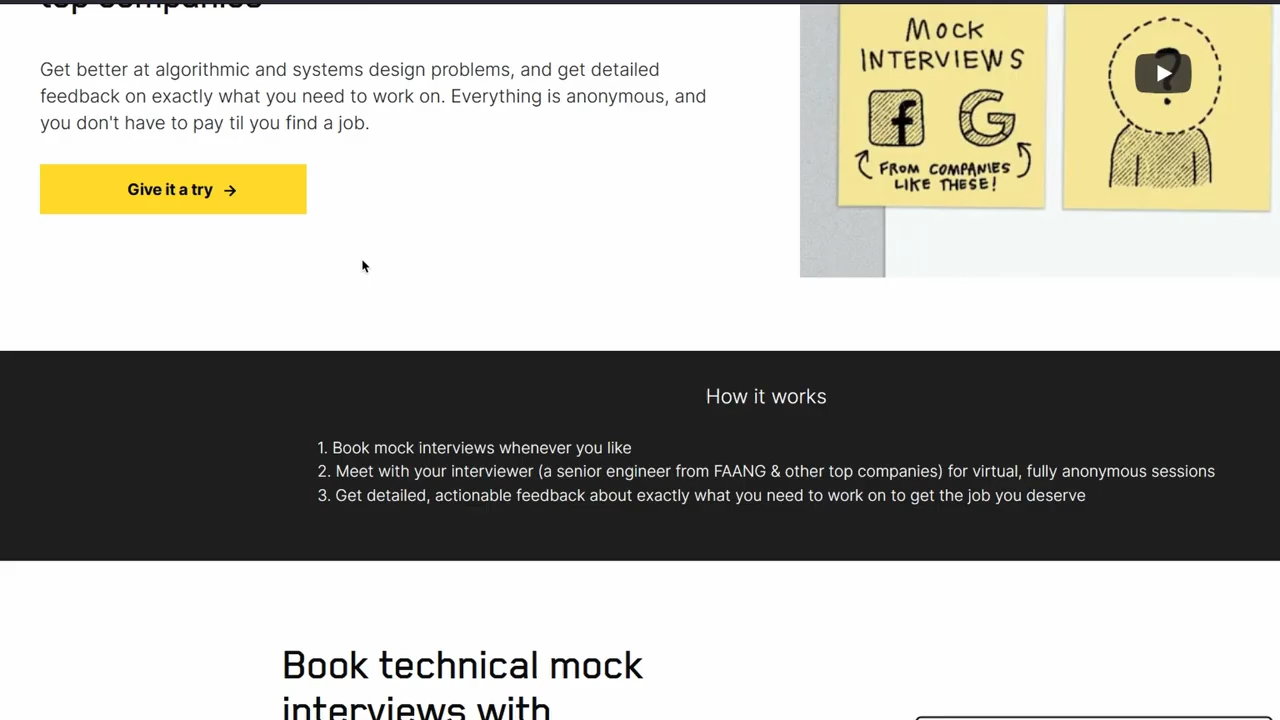 top companies
Get better at algorithmic and systems design problems, and get detailed
feedback on exactly what you need to work on. Everything is anonymous, and
you don't have to pay til you find a job.
Give it a try →
MOCK
INTERVIEWS
f G
FROM COMPANIES
LIKE THESE!
?
How it works
1. Book mock interviews whenever you like
2. Meet with your interviewer (a senior engineer from FAANG & other top companies) for virtual, fully anonymous sessions
3. Get detailed, actionable feedback about exactly what you need to work on to get the job you deserve
Book technical mock
interviews with